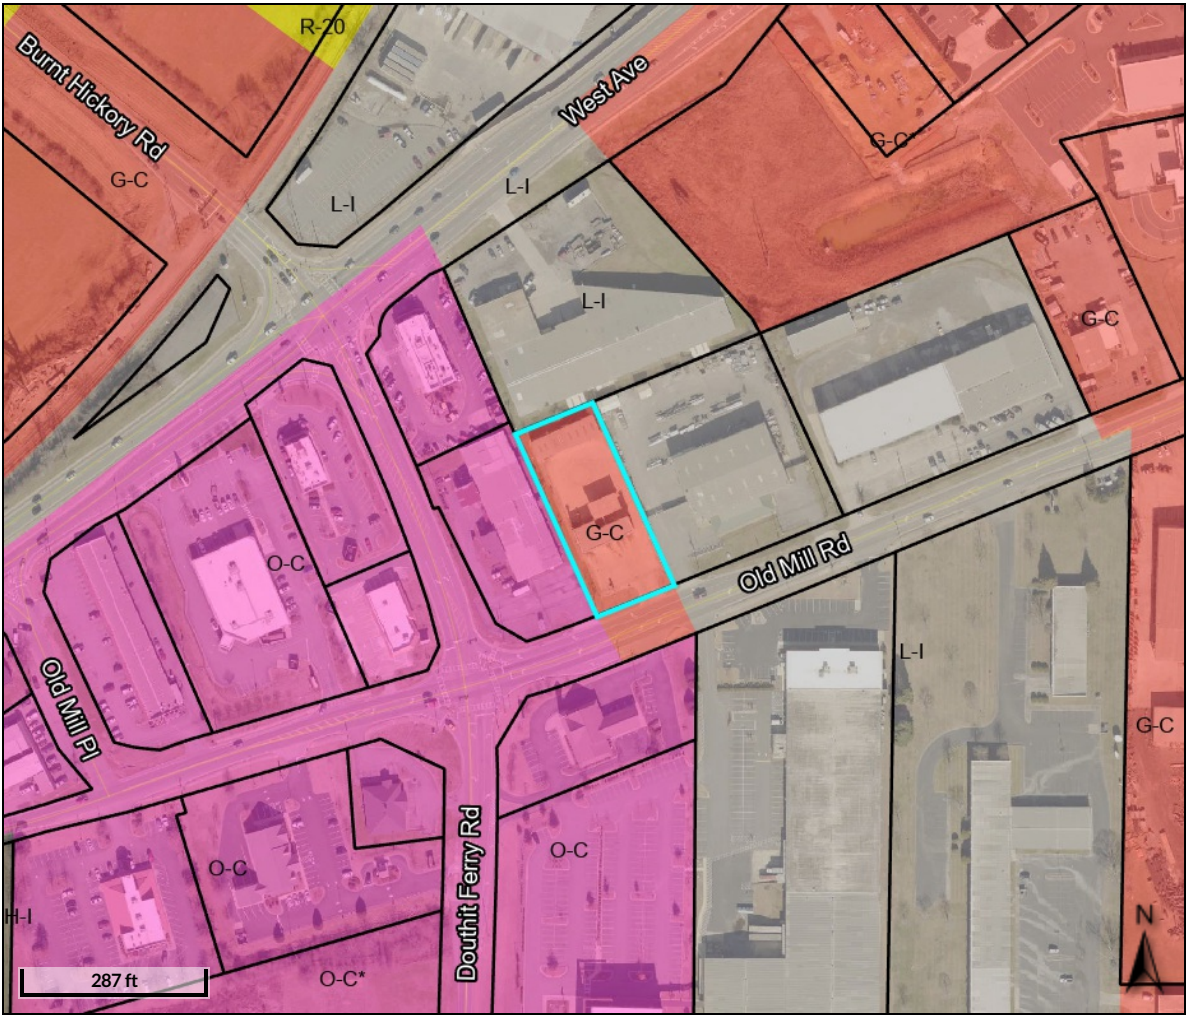 R-20
Burnt Hickory Rd
West Ave
G-C*
G-C
L-I
L-I
L-I
G-C
G-C
Old Mill Rd
O-C
L-I
Old Mill Pl
G-C
Douthit Ferry Rd
O-C
O-C
H-I
O-C*
287 ft
N